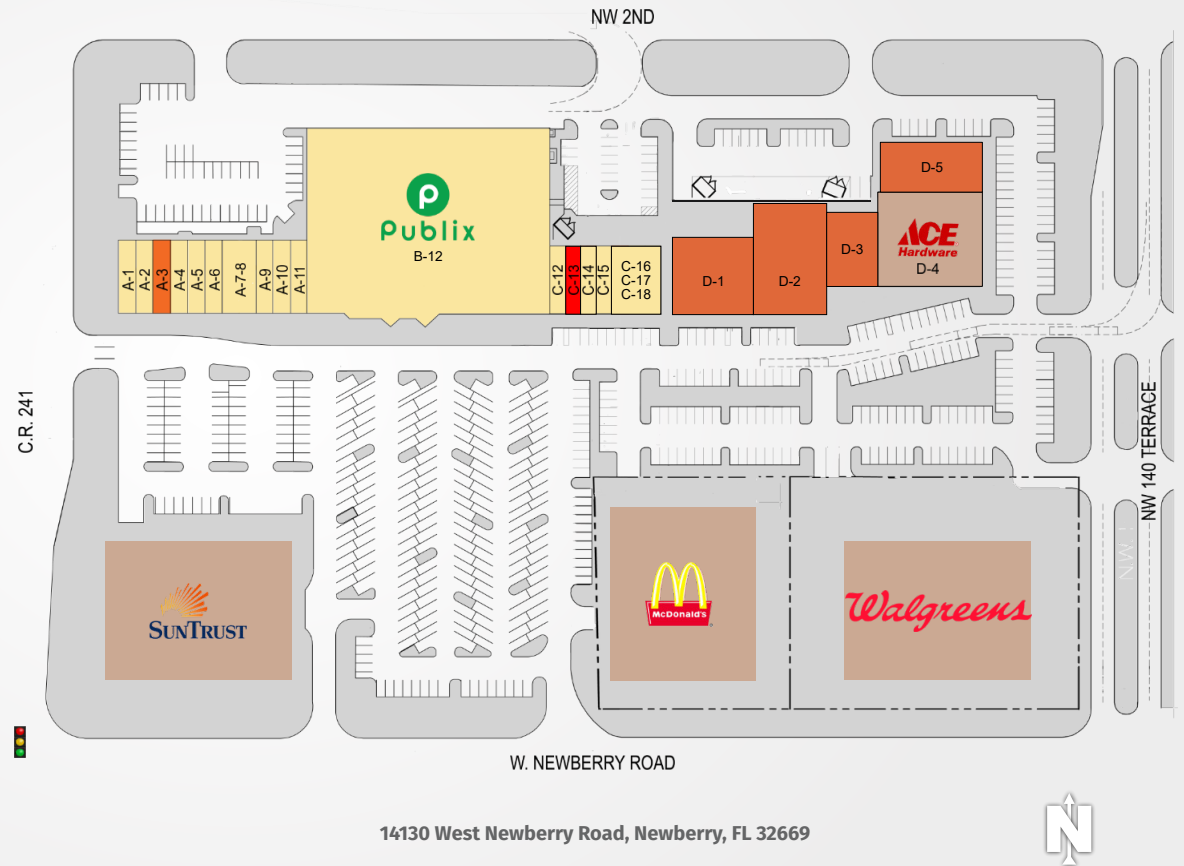 NW 2ND
Publix
B-12
A-1
A-2
A-3
A-4
A-5
A-6
A-7-8
A-9
A-10
A-11
C-12
C-13
C-14
C-15
C-16
C-17
C-18
D-1
D-2
D-3
D-5
ACE
Hardware
D-4
C.R. 241
NW 140 TERRACE
SUNTRUST
McDonald's
Walgreens
W. NEWBERRY ROAD
14130 West Newberry Road, Newberry, FL 32669
N